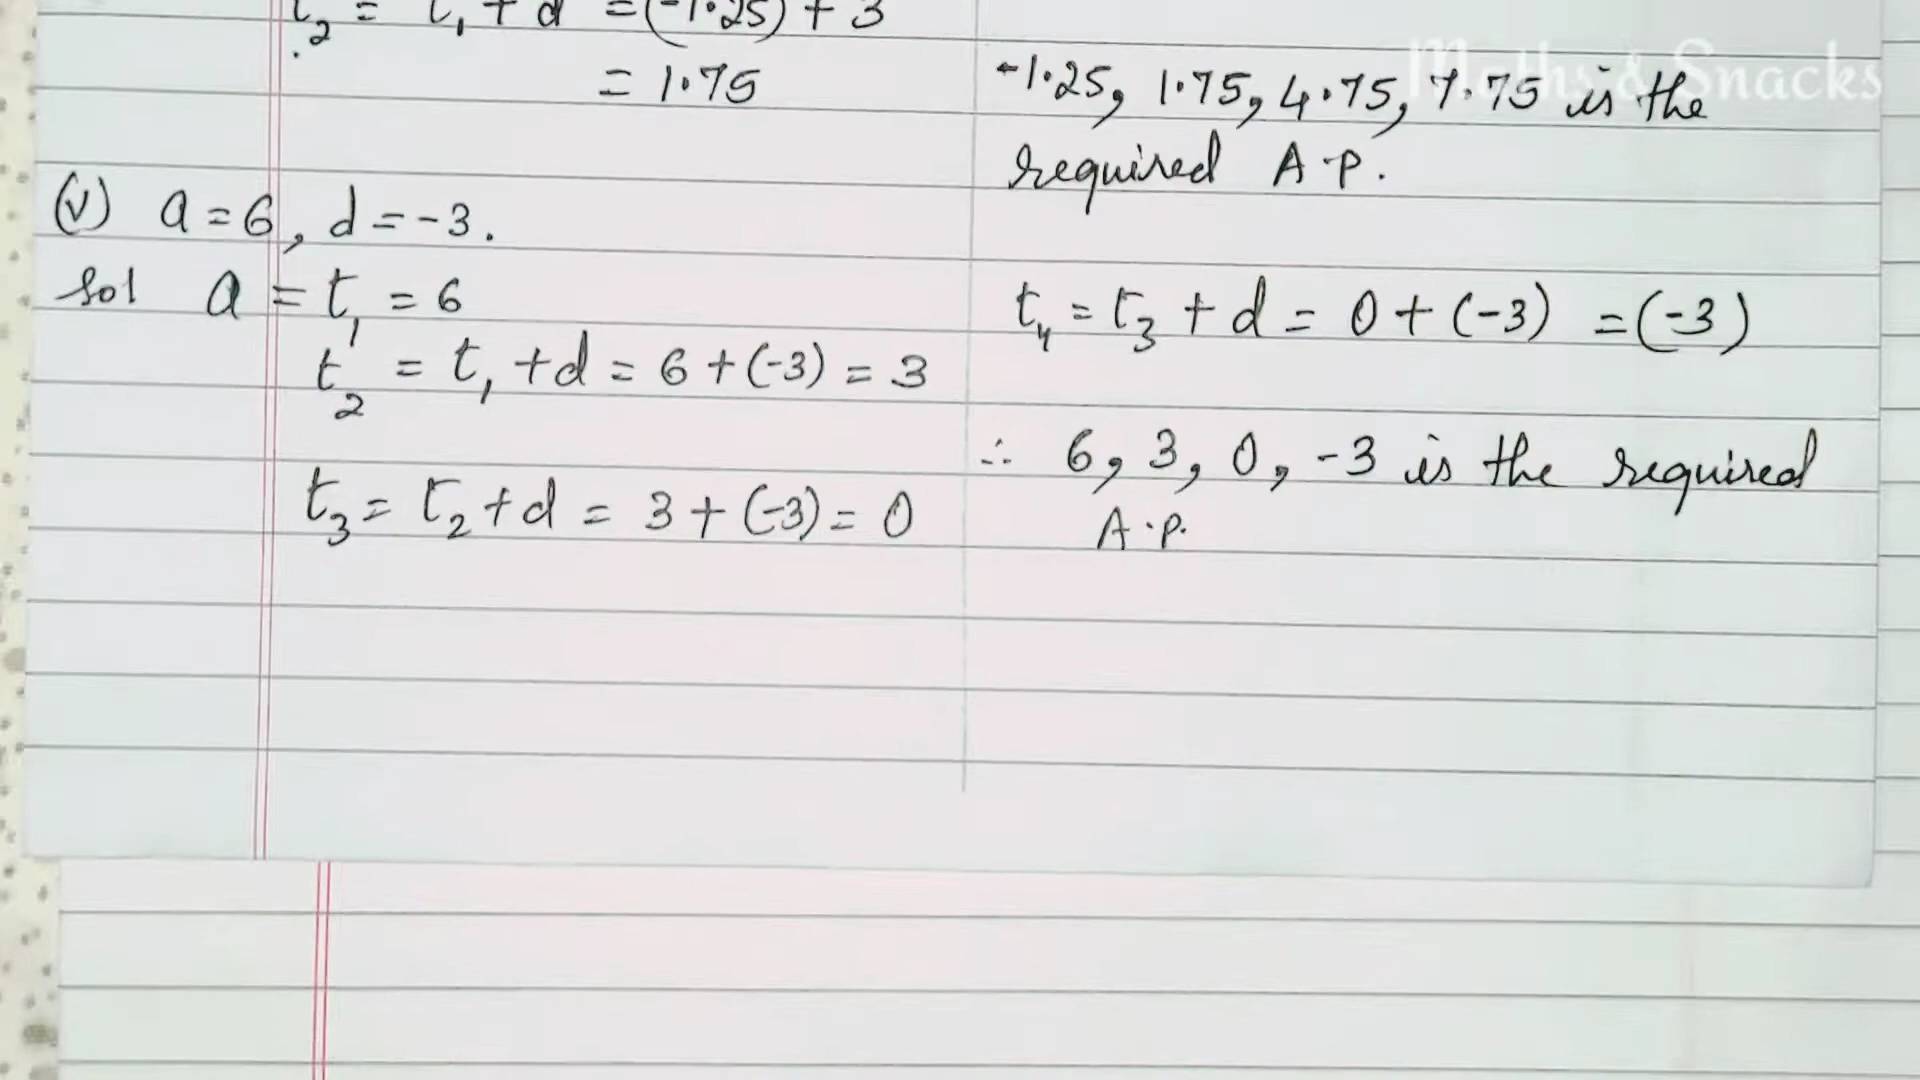 t₂ = t₁ + d = (-1.25) + 3
= 1.75
-1.25, 1.75, 4.75, 7.75 is the
required A.P.
(v) a = 6, d = -3.
Sol a = t₁ = 6
t₂ = t₁ + d = 6 + (-3) = 3
t₃ = t₂ + d = 3 + (-3) = 0
t₄ = t₃ + d = 0 + (-3) = (-3)
∴ 6, 3, 0, -3 is the required
A.P.
Maths & Snacks